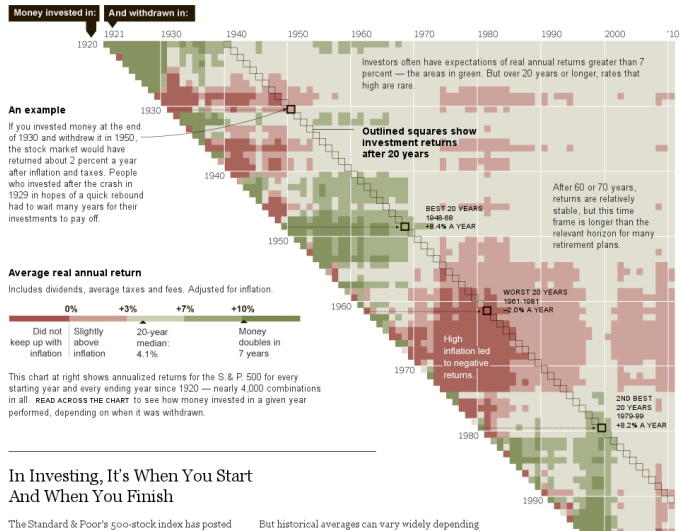 Money invested in:
And withdrawn in:
1920
1921
1930
1940
1950
1960
1970
1980
1990
2000
'10
Investors often have expectations of real annual returns greater than 7
percent — the areas in green. But over 20 years or longer, rates that
high are rare.
An example
If you invested money at the end
of 1930 and withdrew it in 1950,
the stock market would have
returned about 2 percent a year
after inflation and taxes. People
who invested after the crash in
1929 in hopes of a quick rebound
had to wait many years for their
investments to pay off.
1930
Outlined squares show
investment returns
after 20 years
1940
After 60 or 70 years,
returns are relatively
stable, but this time
frame is longer than the
relevant horizon for many
retirement plans.
BEST 20 YEARS
1948-68
+8.4% A YEAR
1950
Average real annual return
Includes dividends, average taxes and fees. Adjusted for inflation.
0%
+3%
+7%
+10%
Did not
keep up with
inflation
Slightly
above
inflation
20-year
median:
4.1%
Money
doubles in
7 years
WORST 20 YEARS
1961-1981
–2.0% A YEAR
1960
High
inflation led
to negative
returns.
1970
This chart at right shows annualized returns for the S.& P. 500 for every
starting year and every ending year since 1920 — nearly 4,000 combinations
in all. READ ACROSS THE CHART to see how money invested in a given year
performed, depending on when it was withdrawn.
2ND BEST
20 YEARS
1979-99
+8.2% A YEAR
1980
In Investing, It's When You Start
And When You Finish
1990
The Standard & Poor's 500-stock index has posted
But historical averages can vary widely depending